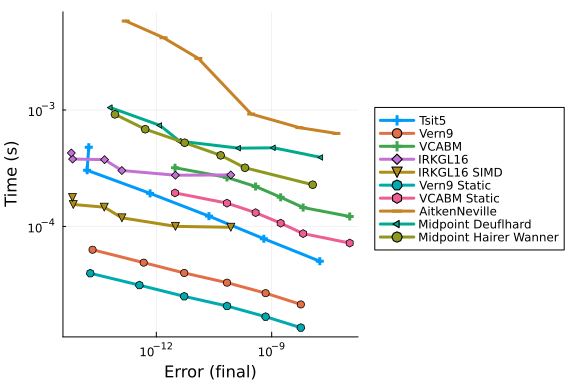 Time (s)
10⁻³
10⁻⁴
10⁻¹²
10⁻⁹
Error (final)
Tsit5
Vern9
VCABM
IRKGL16
IRKGL16 SIMD
Vern9 Static
VCABM Static
AitkenNeville
Midpoint Deuflhard
Midpoint Hairer Wanner